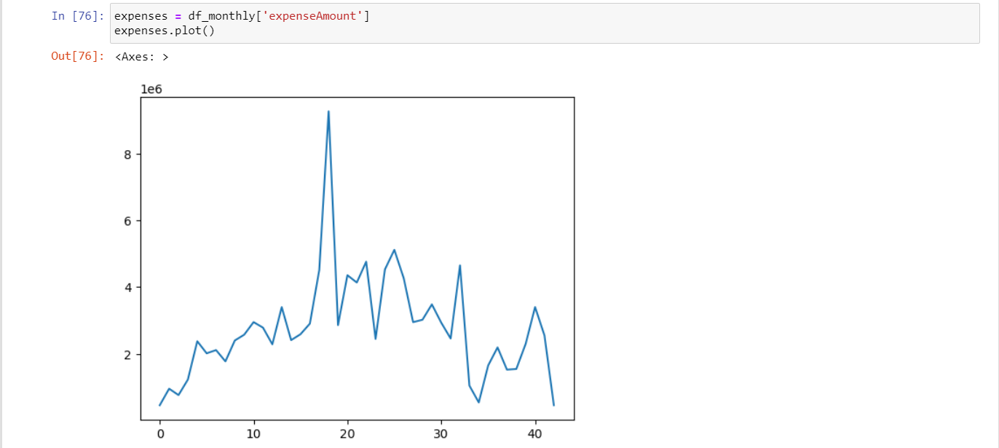 In [76]: expenses = df_monthly['expenseAmount']
expenses.plot()
Out[76]: <Axes: >
1e6
8
6
4
2
0 10 20 30 40